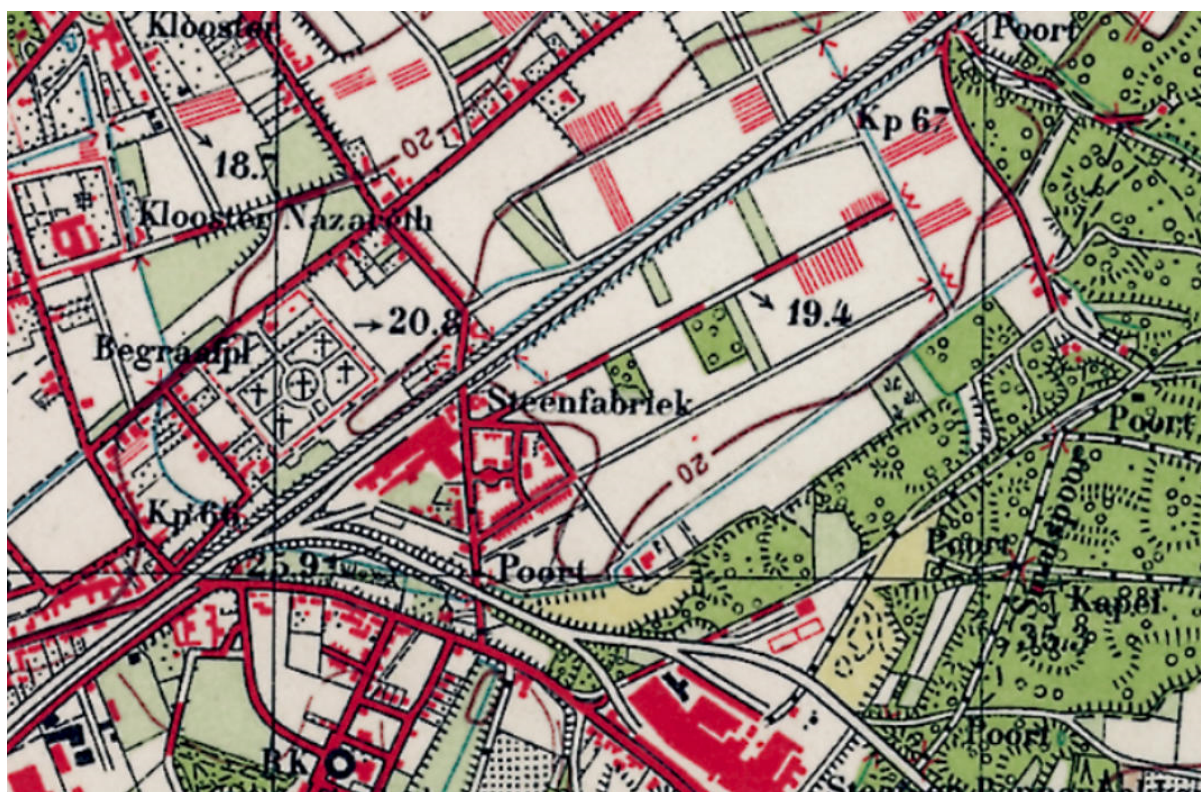 Klooster
Poort
Kp 67
20
18.7
Klooster Nazareth
20.8
19.4
Begraafpl
Steenfabriek
Poort
20
Kp 66
Smalspoor
Poort
25.9
Poort
Kapel
35.3
Poort
RK